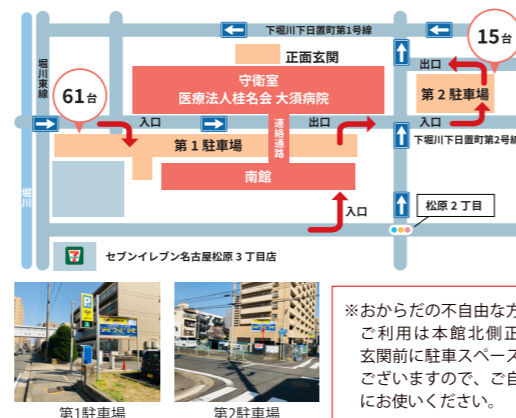 下堀川下日置町第1号線
15台
正面玄関
出口
堀川東線
守衛室
医療法人桂名会 大須病院
第2駐車場
61台
入口
出口
入口
連絡通路
下堀川下日置町第2号線
第1駐車場
南館
堀川
入口
松原2丁目
7
セブンイレブン名古屋松原3丁目店
P
※おからだの不自由な方
ご利用は本館北側正
玄関前に駐車スペース
ございますので、ご自
にお使いください。
第1駐車場
第2駐車場